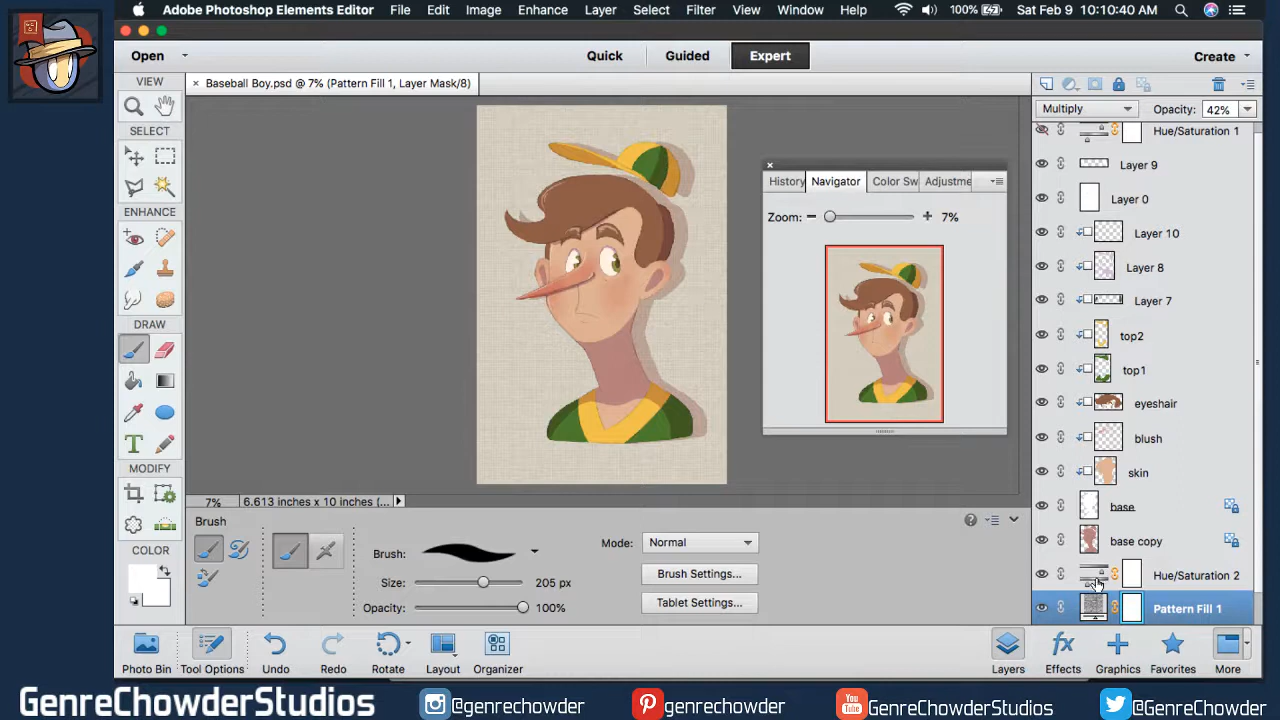 Adobe Photoshop Elements Editor File Edit Image Enhance Layer Select Filter View Window Help 100% Sat Feb 9 10:10:40 AM
Open Quick Guided Expert Create
VIEW
× Baseball Boy.psd @ 7% (Pattern Fill 1, Layer Mask/8)
Multiply Opacity: 42%
SELECT
Hue/Saturation 1
Layer 9
History Navigator Color Sw Adjustme
Layer 0
ENHANCE
Zoom: 7%
Layer 10
Layer 8
Layer 7
DRAW
top2
top1
eyeshair
T
blush
MODIFY
skin
7% 6.613 inches x 10 inches (...
base
Brush
base copy
COLOR
Brush: Mode: Normal
Brush Settings...
Hue/Saturation 2
Size: 205 px
Tablet Settings...
Opacity: 100%
Pattern Fill 1
fx
Photo Bin Tool Options Undo Redo Rotate Layout Organizer Layers Effects Graphics Favorites More
GenreChowderStudios @genrechowder genrechowder You Tube GenreChowderStudios @GenreChowder